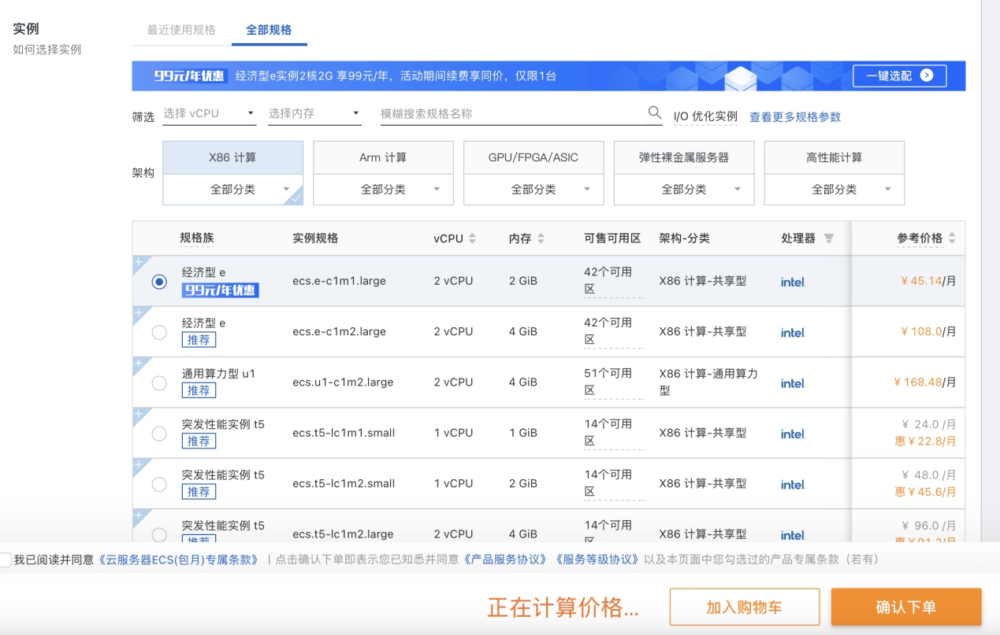 实例
如何选择实例
最近使用规格 全部规格
99元/年优惠 经济型e实例2核2G 享99元/年，活动期间续费享同价，仅限1台 一键选配
筛选 选择 vCPU 选择内存 模糊搜索规格名称 I/O 优化实例 查看更多规格参数
架构
X86 计算 Arm 计算 GPU/FPGA/ASIC 弹性裸金属服务器 高性能计算
全部分类 全部分类 全部分类 全部分类 全部分类
规格族 实例规格 vCPU 内存 可售可用区 架构-分类 处理器 参考价格
经济型 e
99元/年优惠
ecs.e-c1m1.large 2 vCPU 2 GiB 42个可用
区
X86 计算-共享型 intel ¥ 45.14/月
经济型 e
推荐
ecs.e-c1m2.large 2 vCPU 4 GiB 42个可用
区
X86 计算-共享型 intel ¥ 108.0/月
通用算力型 u1
推荐
ecs.u1-c1m2.large 2 vCPU 4 GiB 51个可用
区
X86 计算-通用算力
型
intel ¥ 168.48/月
突发性能实例 t5
推荐
ecs.t5-lc1m1.small 1 vCPU 1 GiB 14个可用
区
X86 计算-共享型 intel ¥ 24.0 /月
惠 ¥ 22.8/月
突发性能实例 t5
推荐
ecs.t5-lc1m2.small 1 vCPU 2 GiB 14个可用
区
X86 计算-共享型 intel ¥ 48.0 /月
惠 ¥ 45.6/月
突发性能实例 t5
推荐
ecs.t5-lc1m2.large 2 vCPU 4 GiB 14个可用
区
X86 计算-共享型 intel ¥ 96.0 /月
惠 ¥ 91.2/月
我已阅读并同意《云服务器ECS(包月)专属条款》 | 点击确认下单即表示您已知悉并同意《产品服务协议》《服务等级协议》以及本页面中您勾选过的产品专属条款（若有）
正在计算价格... 加入购物车 确认下单